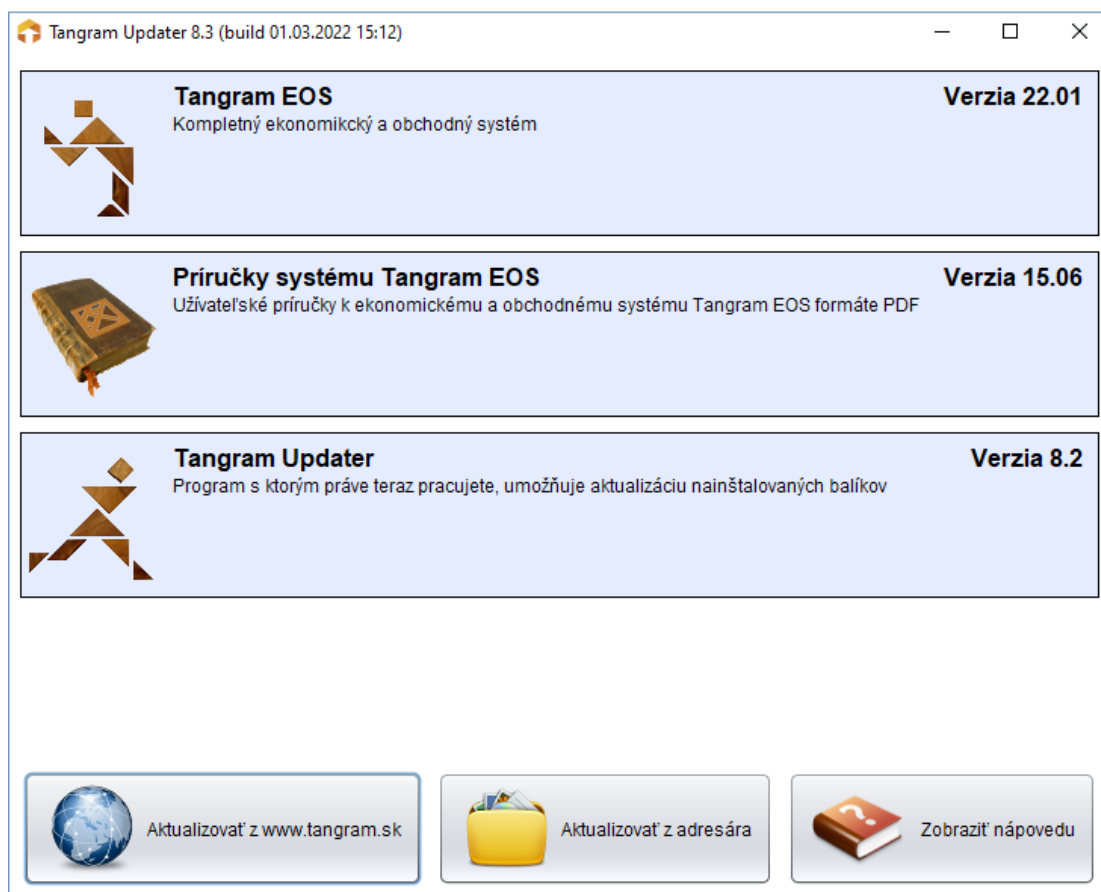 Tangram Updater 8.3 (build 01.03.2022 15:12)
Tangram EOS Verzia 22.01
Kompletný ekonomikcký a obchodný systém
Príručky systému Tangram EOS Verzia 15.06
Užívateľské príručky k ekonomickému a obchodnému systému Tangram EOS formáte PDF
Tangram Updater Verzia 8.2
Program s ktorým práve teraz pracujete, umožňuje aktualizáciu nainštalovaných balíkov
Aktualizovať z www.tangram.sk Aktualizovať z adresára Zobraziť nápovedu